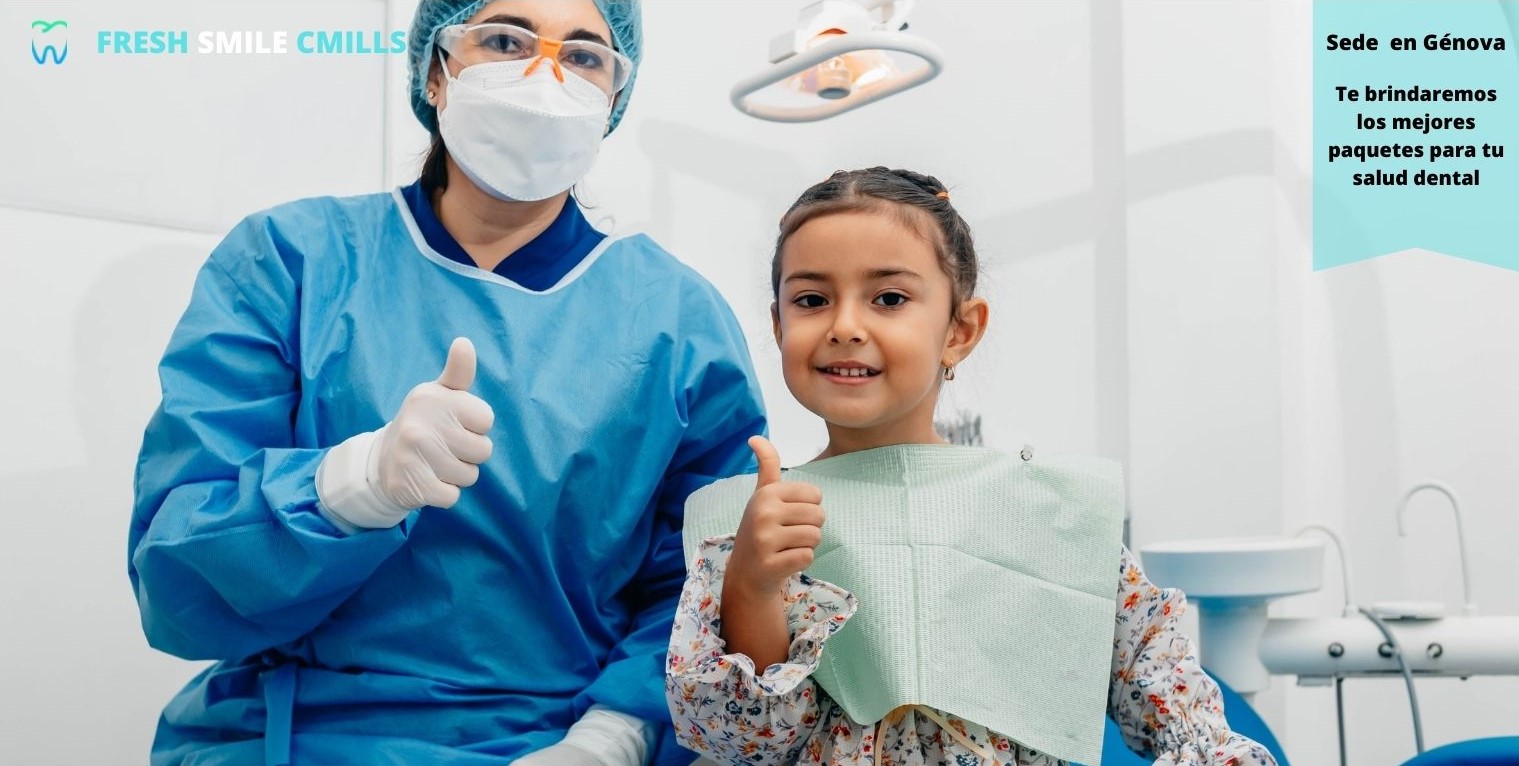 FRESH SMILE CMILLS
Sede en Génova
Te brindaremos
los mejores
paquetes para tu
salud dental